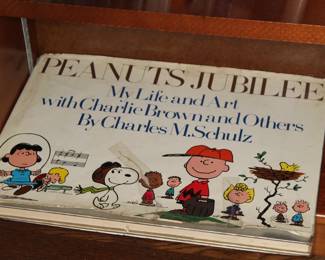 PEANUTS JUBILEE
My Life and Art
with Charlie Brown and Others
By Charles M. Schulz